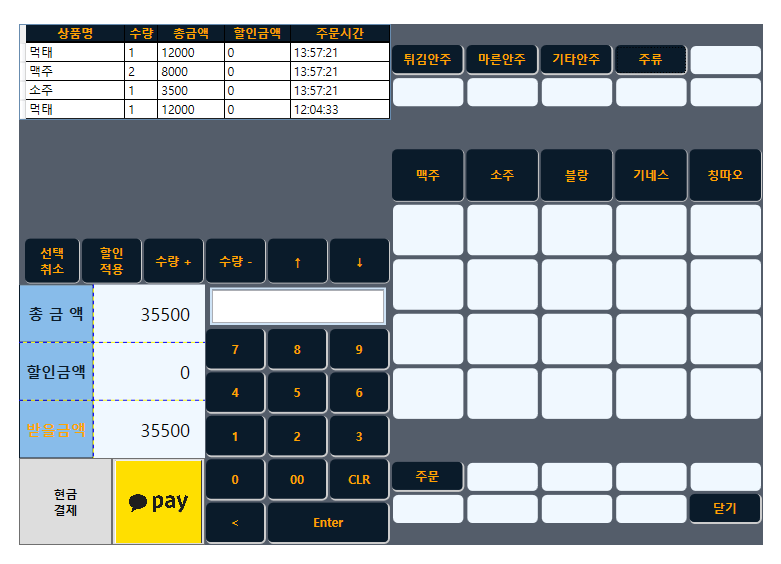 상품명 수량 총금액 할인금액 주문시간
먹태 1 12000 0 13:57:21
맥주 2 8000 0 13:57:21
소주 1 3500 0 13:57:21
먹태 1 12000 0 12:04:33
튀김안주 마른안주 기타안주 주류
맥주 소주 블랑 기네스 칭따오
선택 취소
할인 적용
수량 + 수량 - ↑ ↓
총 금 액 35500
할인금액 0
받을금액 35500
7 8 9
4 5 6
1 2 3
0 00 CLR
< Enter
현금
결제
pay
주문
닫기